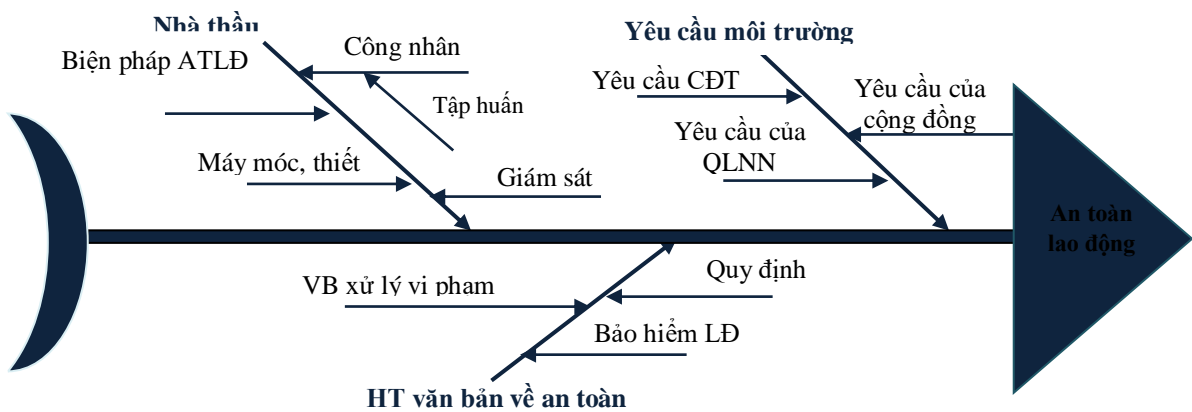 Nhà thầu
Yêu cầu môi trường
Biện pháp ATLĐ
Công nhân
Tập huấn
Máy móc, thiết
Giám sát
Yêu cầu CĐT
Yêu cầu của
cộng đồng
Yêu cầu của
QLNN
An toàn
lao động
VB xử lý vi phạm
Quy định
Bảo hiểm LĐ
HT văn bản về an toàn